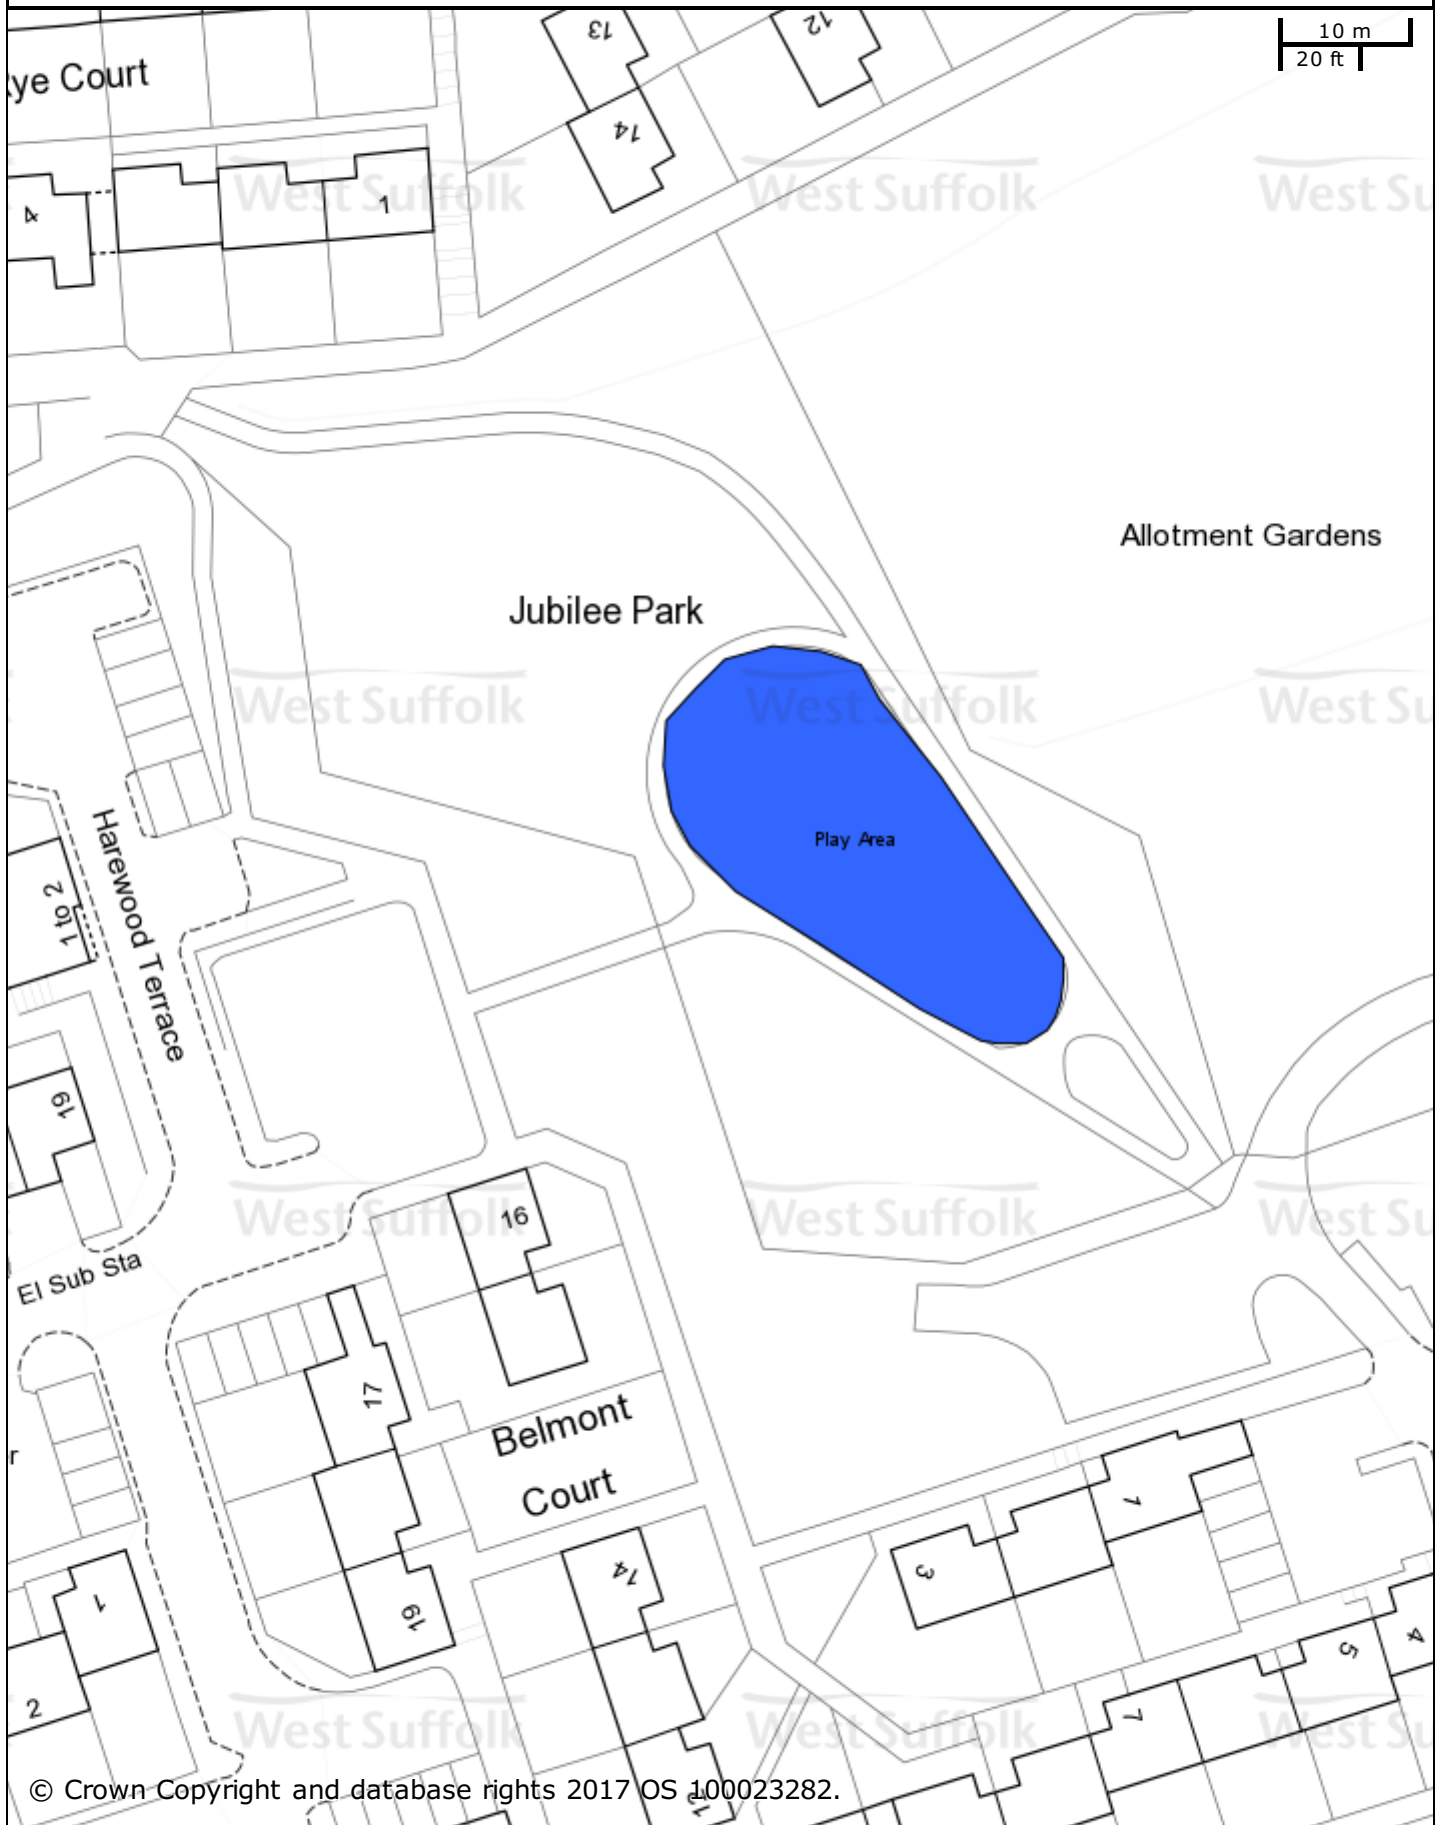 13
12
10 m
20 ft
Rye Court
14
4
1
West Suffolk
West Suffolk
West Su
Allotment Gardens
Jubilee Park
West Suffolk
West Suffolk
West Su
Play Area
Harewood Terrace
1 to 2
19
16
West Suffolk
West Suffolk
West Su
El Sub Sta
17
Belmont
Court
r
7
3
14
1
19
5
4
2
7
West Suffolk
West Suffolk
West Su
© Crown Copyright and database rights 2017 OS 100023282.
12